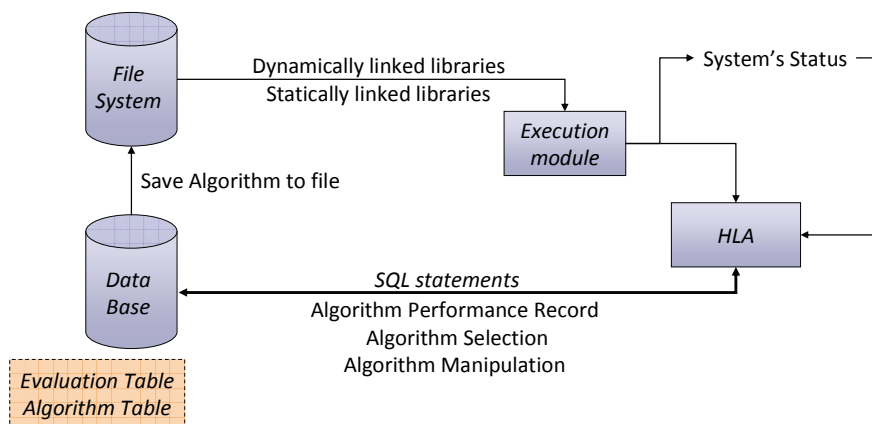 File
System
Dynamically linked libraries
Statically linked libraries
System’s Status
Execution
module
Save Algorithm to file
HLA
Data
Base
SQL statements
Algorithm Performance Record
Algorithm Selection
Algorithm Manipulation
Evaluation Table
Algorithm Table